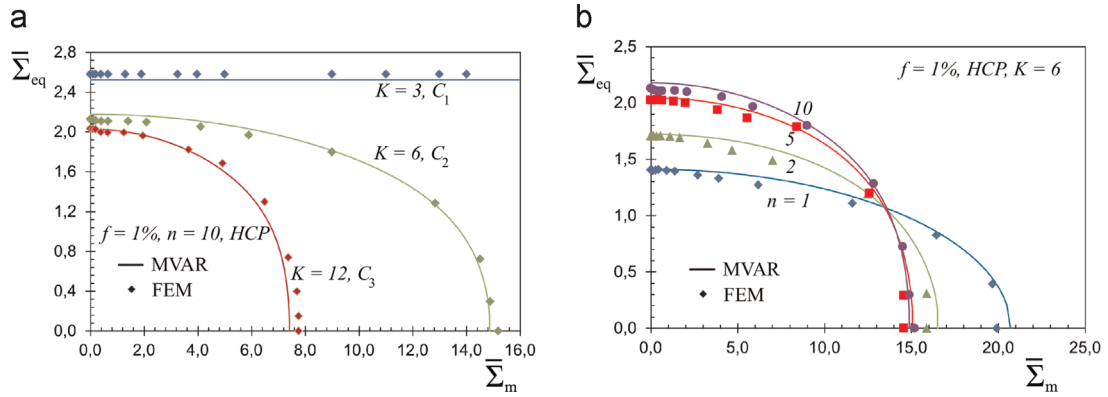 a
Σ̅eq
2,8
2,4
2,0
1,6
1,2
0,8
0,4
0,0
K = 3, C1
K = 6, C2
f = 1%, n = 10, HCP
MVAR
FEM
K = 12, C3
0,0 2,0 4,0 6,0 8,0 10,0 12,0 14,0 16,0
Σ̅m
b
Σ̅eq
2,5
2,0
1,5
1,0
0,5
0,0
f = 1%, HCP, K = 6
10
5
2
n = 1
MVAR
FEM
0,0 5,0 10,0 15,0 20,0 25,0
Σ̅m